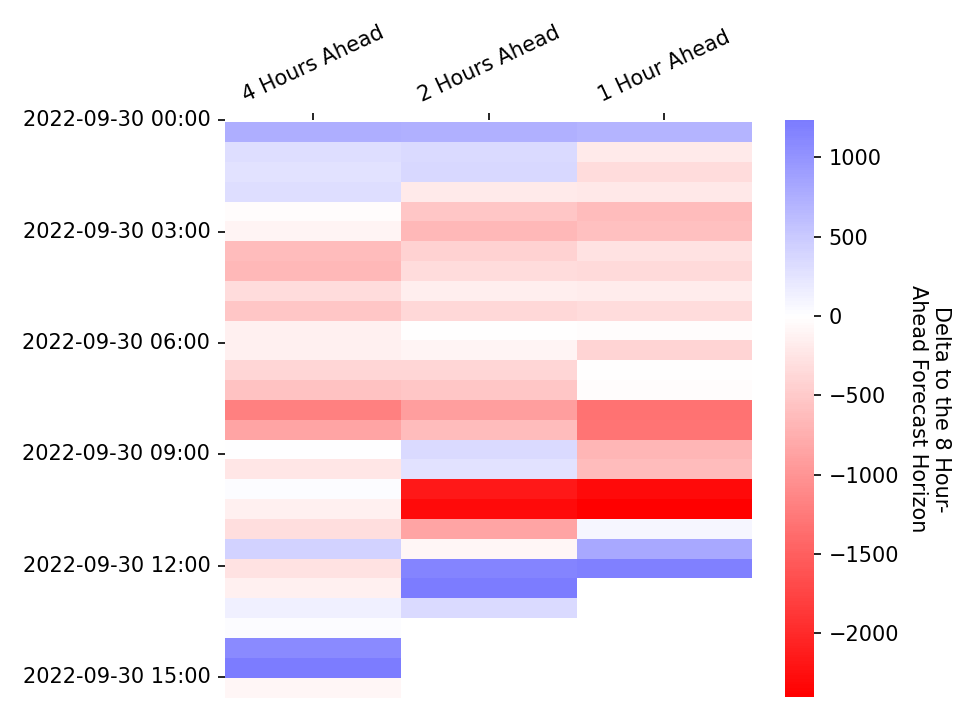 4 Hours Ahead
2 Hours Ahead
1 Hour Ahead
2022-09-30 00:00
2022-09-30 03:00
2022-09-30 06:00
2022-09-30 09:00
2022-09-30 12:00
2022-09-30 15:00
1000
500
0
−500
−1000
−1500
−2000
Delta to the 8 Hour-
Ahead Forecast Horizon